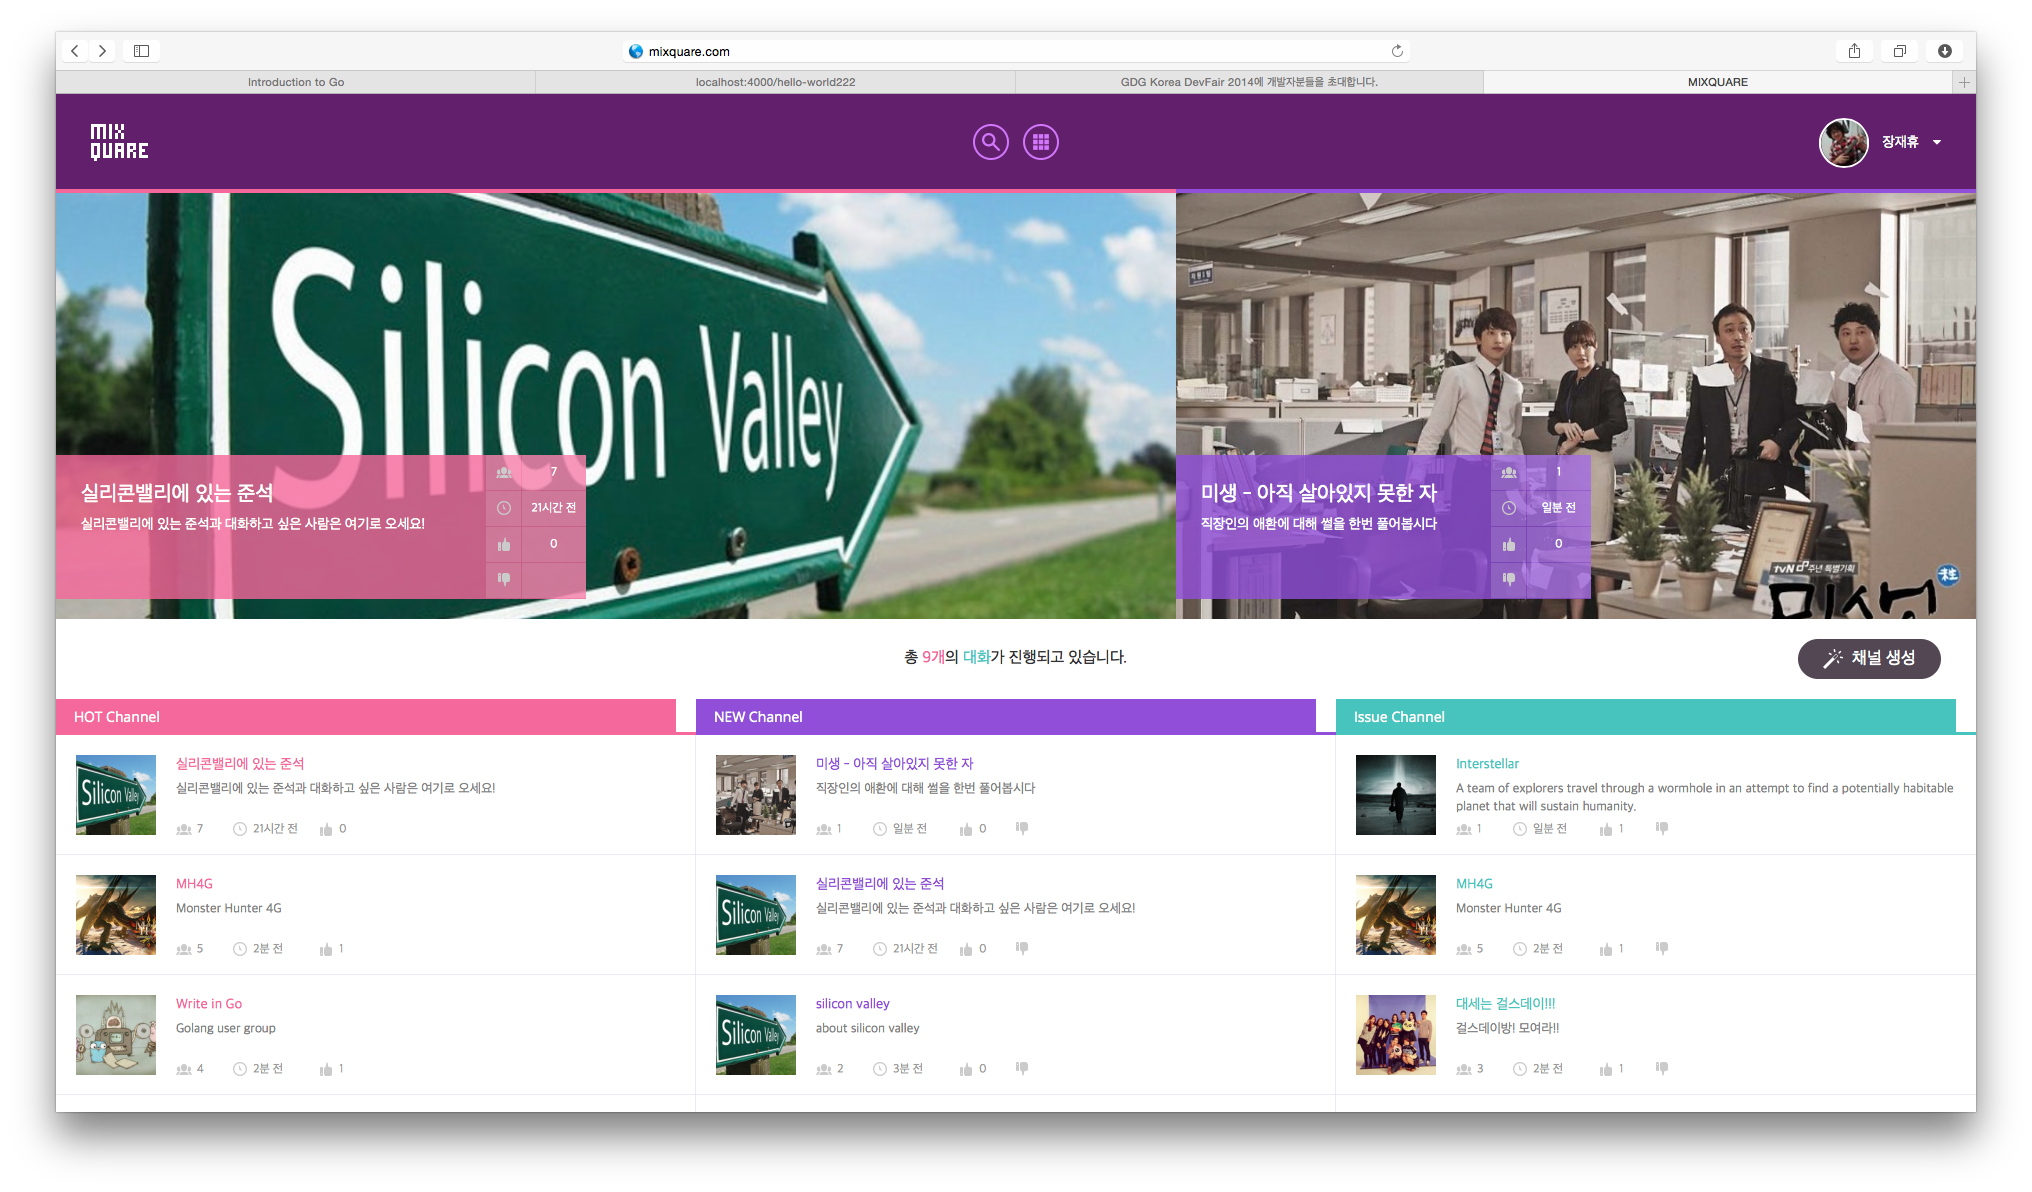 mixquare.com
Introduction to Go
localhost:4000/hello-world222
GDG Korea DevFair 2014에 개발자분들을 초대합니다.
MIXQUARE
MIX
QUARE
장재휴
Silicon Valley
실리콘밸리에 있는 준석
실리콘밸리에 있는 준석과 대화하고 싶은 사람은 여기로 오세요!
7
21시간 전
0
미생 - 아직 살아있지 못한 자
직장인의 애환에 대해 썰을 한번 풀어봅시다
1
일분 전
0
tvN 8주년 특별기획
미생
총 9개의 대화가 진행되고 있습니다.
채널 생성
HOT Channel
실리콘밸리에 있는 준석
실리콘밸리에 있는 준석과 대화하고 싶은 사람은 여기로 오세요!
7 21시간 전 0
MH4G
Monster Hunter 4G
5 2분 전 1
Write in Go
Golang user group
4 2분 전 1
NEW Channel
미생 - 아직 살아있지 못한 자
직장인의 애환에 대해 썰을 한번 풀어봅시다
1 일분 전 0
실리콘밸리에 있는 준석
실리콘밸리에 있는 준석과 대화하고 싶은 사람은 여기로 오세요!
7 21시간 전 0
silicon valley
about silicon valley
2 3분 전 0
Issue Channel
Interstellar
A team of explorers travel through a wormhole in an attempt to find a potentially habitable
planet that will sustain humanity.
1 일분 전 1
MH4G
Monster Hunter 4G
5 2분 전 1
대세는 걸스데이!!!
걸스데이방! 모여라!!
3 2분 전 1